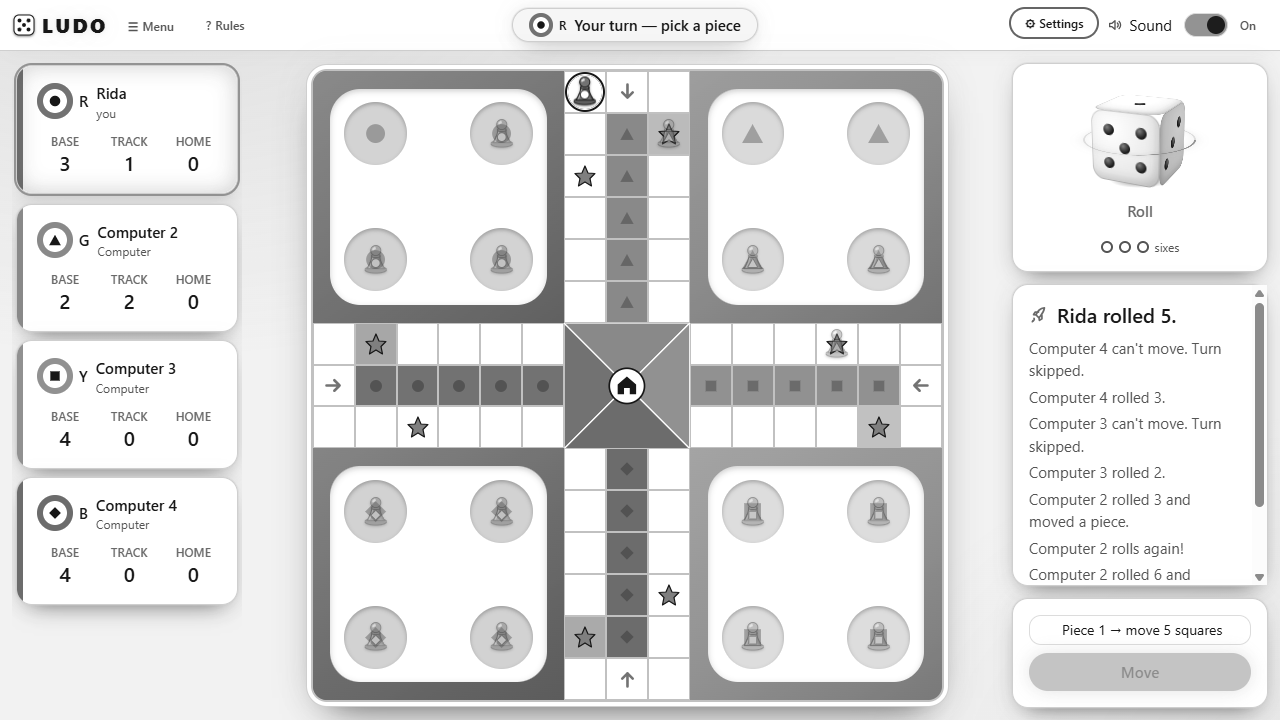 LUDO
☰ Menu
? Rules
R Your turn — pick a piece
⚙ Settings
Sound
On
R Rida
you
BASE TRACK HOME
3 1 0
G Computer 2
Computer
BASE TRACK HOME
2 2 0
Y Computer 3
Computer
BASE TRACK HOME
4 0 0
B Computer 4
Computer
BASE TRACK HOME
4 0 0
Roll
sixes
Rida rolled 5.
Computer 4 can't move. Turn
skipped.
Computer 4 rolled 3.
Computer 3 can't move. Turn
skipped.
Computer 3 rolled 2.
Computer 2 rolled 3 and
moved a piece.
Computer 2 rolls again!
Computer 2 rolled 6 and
Piece 1 → move 5 squares
Move